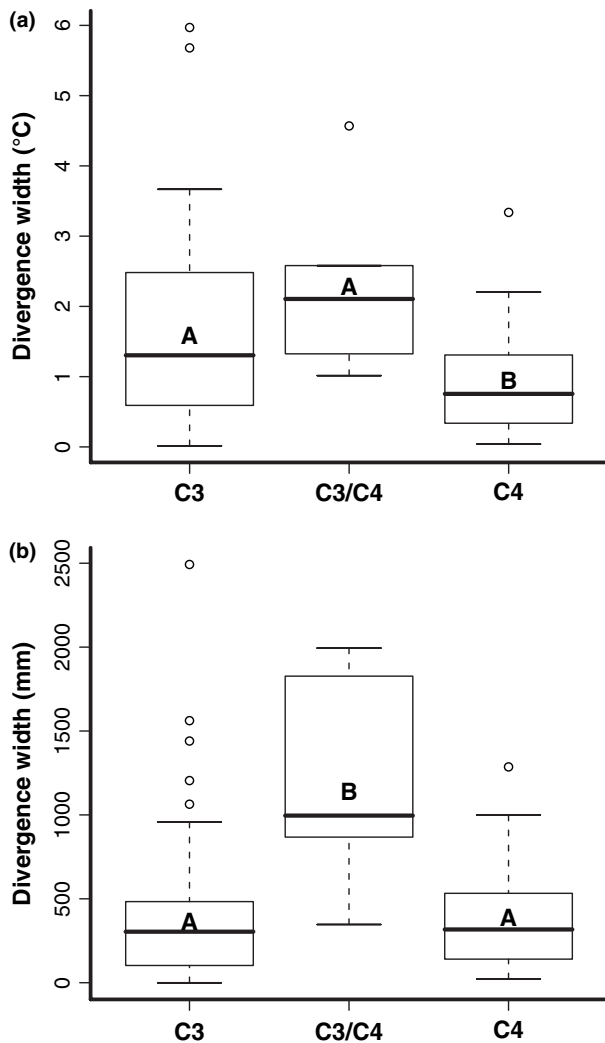 (a)
Divergence width (°C)
6
5
4
3
2
1
0
A
A
B
C3
C3/C4
C4
(b)
Divergence width (mm)
2500
2000
1500
1000
500
0
A
B
A
C3
C3/C4
C4